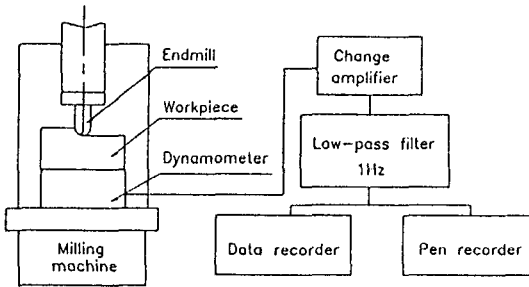 Endmill
Workpiece
Dynamometer
Milling
machine
Change
amplifier
Low-pass filter
1Hz
Data recorder
Pen recorder